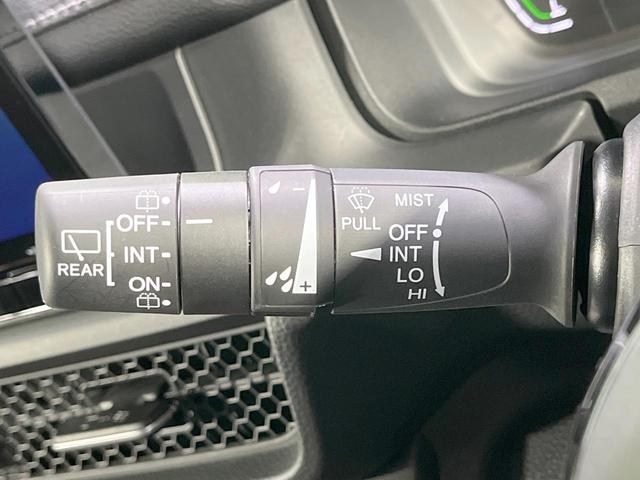 REAR
OFF
INT
ON
−
+
PULL
MIST
OFF
INT
LO
HI